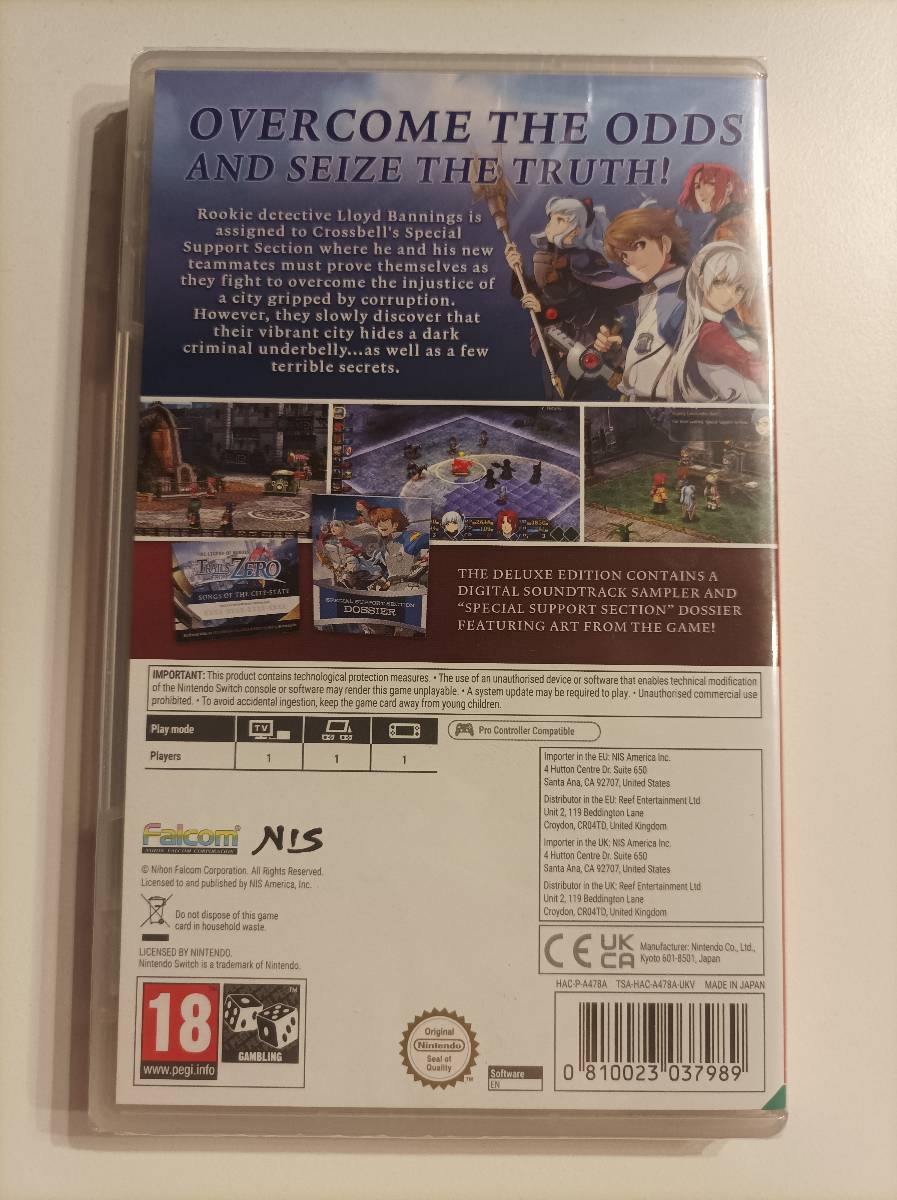 OVERCOME THE ODDS
AND SEIZE THE TRUTH!
Rookie detective Lloyd Bannings is
assigned to Crossbell's Special
Support Section where he and his new
teammates must prove themselves as
they fight to overcome the injustice of
a city gripped by corruption.
However, they slowly discover that
their vibrant city hides a dark
criminal underbelly...as well as a few
terrible secrets.
THE LEGEND OF HEROES
TRAILS FROM ZERO
SONGS OF THE CITY-STATE
SPECIAL SUPPORT SECTION
DOSSIER
THE DELUXE EDITION CONTAINS A
DIGITAL SOUNDTRACK SAMPLER AND
“SPECIAL SUPPORT SECTION” DOSSIER
FEATURING ART FROM THE GAME!
IMPORTANT: This product contains technological protection measures. • The use of an unauthorised device or software that enables technical modification
of the Nintendo Switch console or software may render this game unplayable. • A system update may be required to play. • Unauthorised commercial use
prohibited. • To avoid accidental ingestion, keep the game card away from young children.
Play mode TV
Pro Controller Compatible
Players 1 1 1
Importer in the EU: NIS America Inc.
4 Hutton Centre Dr. Suite 650
Santa Ana, CA 92707, United States
Distributor in the EU: Reef Entertainment Ltd
Unit 2, 119 Beddington Lane
Croydon, CR04TD, United Kingdom
Importer in the UK: NIS America Inc.
4 Hutton Centre Dr. Suite 650
Santa Ana, CA 92707, United States
Distributor in the UK: Reef Entertainment Ltd
Unit 2, 119 Beddington Lane
Croydon, CR04TD, United Kingdom
Falcom®
NIHON FALCOM CORPORATION
NIS
© Nihon Falcom Corporation. All Rights Reserved.
Licensed to and published by NIS America, Inc.
Do not dispose of this game
card in household waste.
LICENSED BY NINTENDO.
Nintendo Switch is a trademark of Nintendo.
CE UK CA
Manufacturer: Nintendo Co., Ltd.,
Kyoto 601-8501, Japan
HAC-P-A478A TSA-HAC-A478A-UKV MADE IN JAPAN
18
www.pegi.info
GAMBLING
TM
Original
Nintendo
Seal of
Quality
TM
Software
EN
0 810023 037989